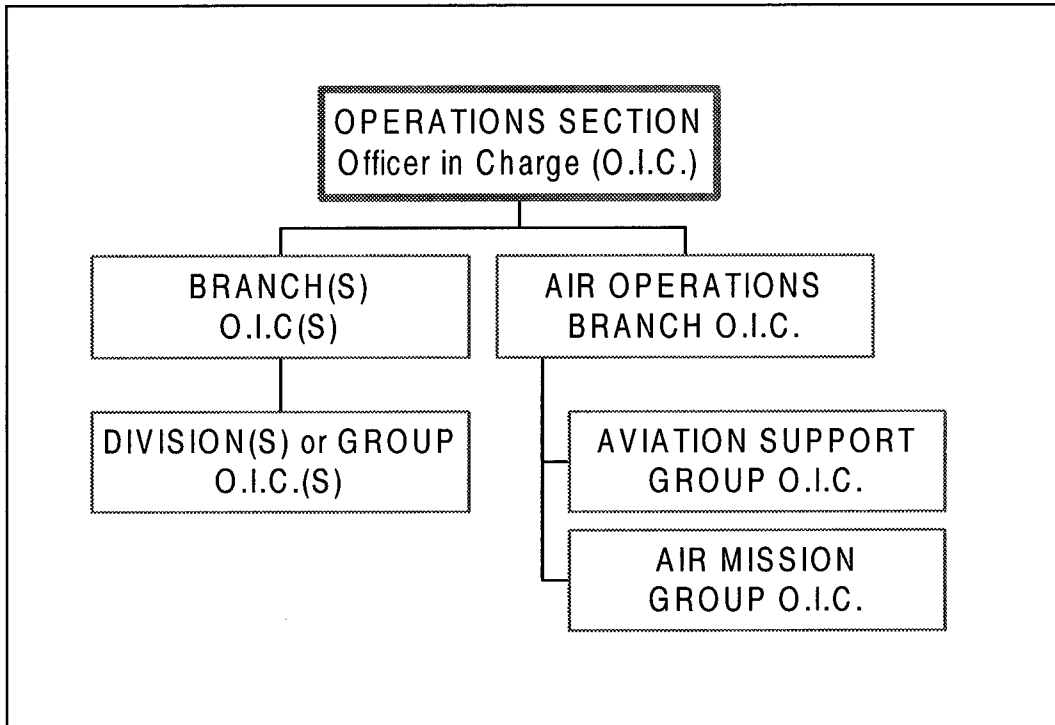 OPERATIONS SECTION
Officer in Charge (O.I.C.)
BRANCH(S)
O.I.C(S)
AIR OPERATIONS
BRANCH O.I.C.
DIVISION(S) or GROUP
O.I.C.(S)
AVIATION SUPPORT
GROUP O.I.C.
AIR MISSION
GROUP O.I.C.